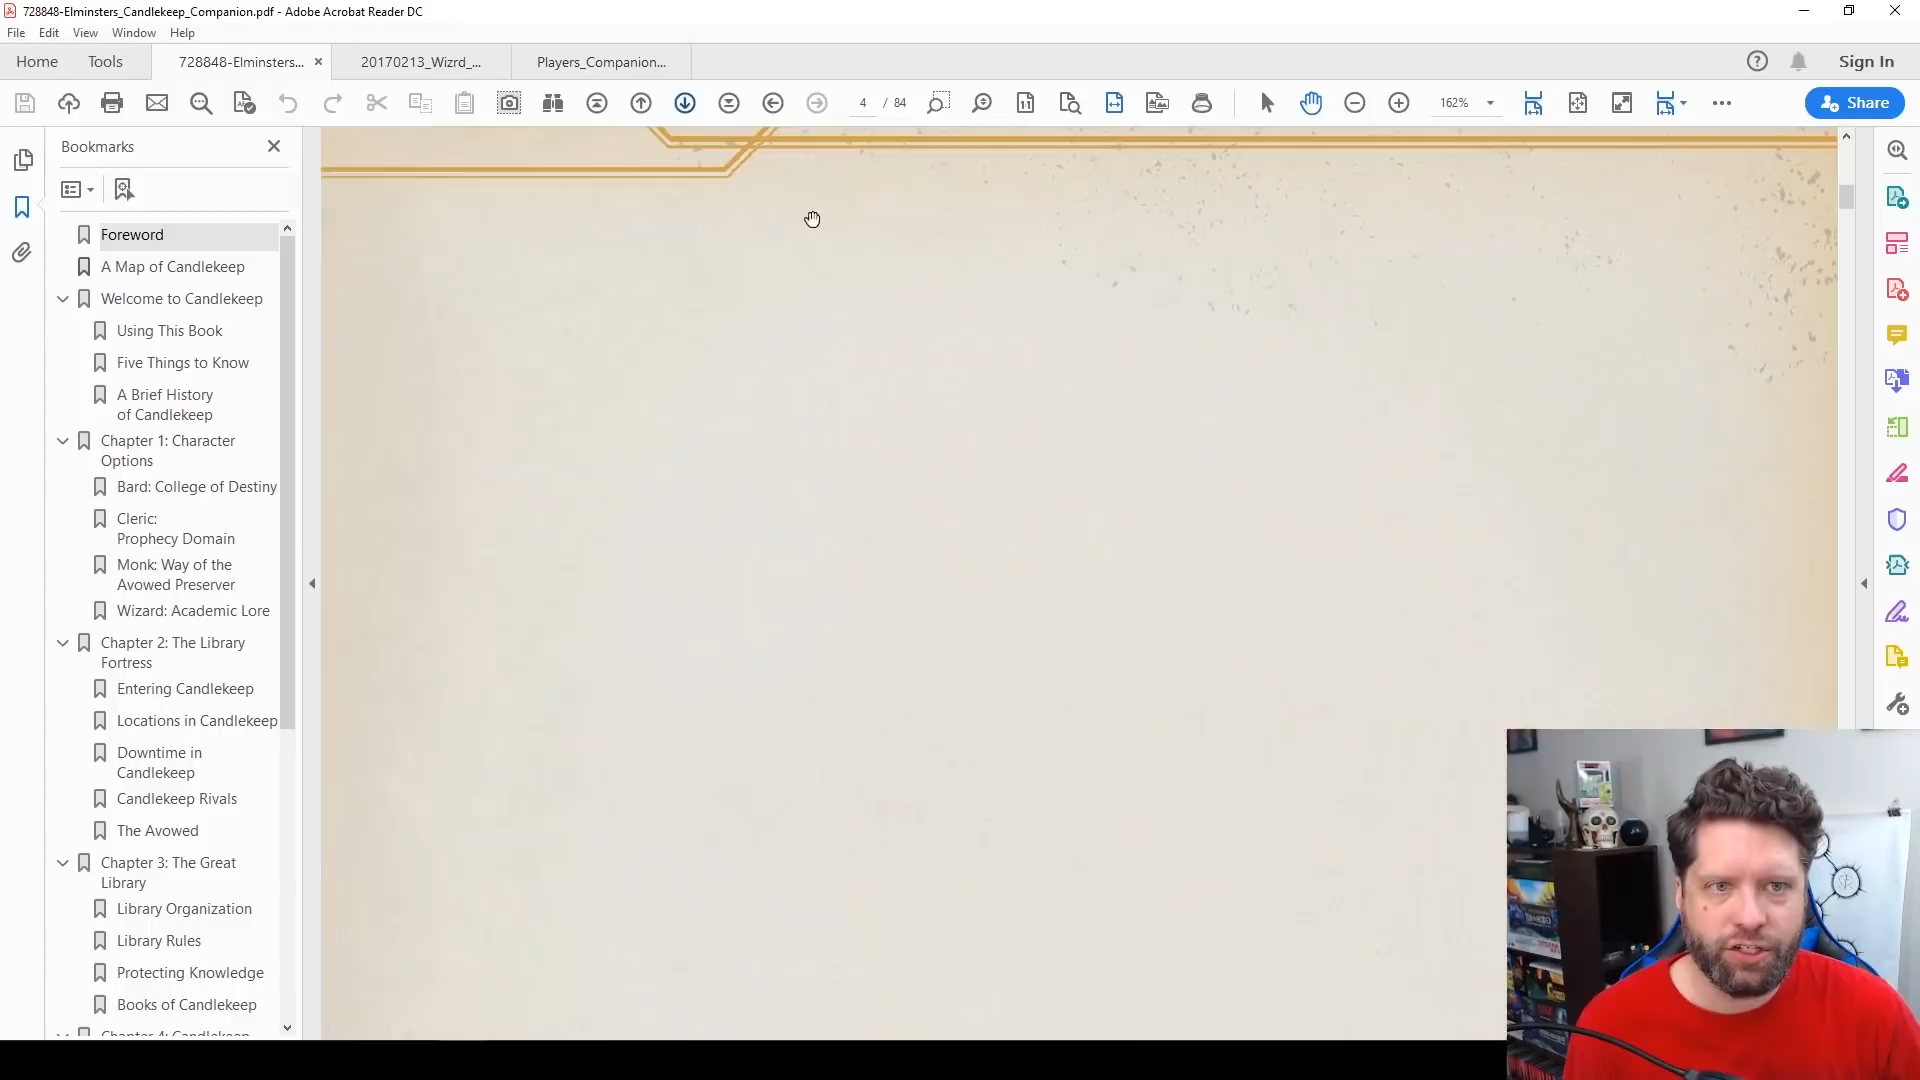 728848-Elminsters_Candlekeep_Companion.pdf - Adobe Acrobat Reader DC
File Edit View Window Help
Home Tools 728848-Elminsters... 20170213_Wizrd_... Players_Companion... Sign In
4 / 84 162% Share
Bookmarks
Foreword
A Map of Candlekeep
Welcome to Candlekeep
Using This Book
Five Things to Know
A Brief History
of Candlekeep
Chapter 1: Character
Options
Bard: College of Destiny
Cleric:
Prophecy Domain
Monk: Way of the
Avowed Preserver
Wizard: Academic Lore
Chapter 2: The Library
Fortress
Entering Candlekeep
Locations in Candlekeep
Downtime in
Candlekeep
Candlekeep Rivals
The Avowed
Chapter 3: The Great
Library
Library Organization
Library Rules
Protecting Knowledge
Books of Candlekeep
Chapter 4: Candlekeep